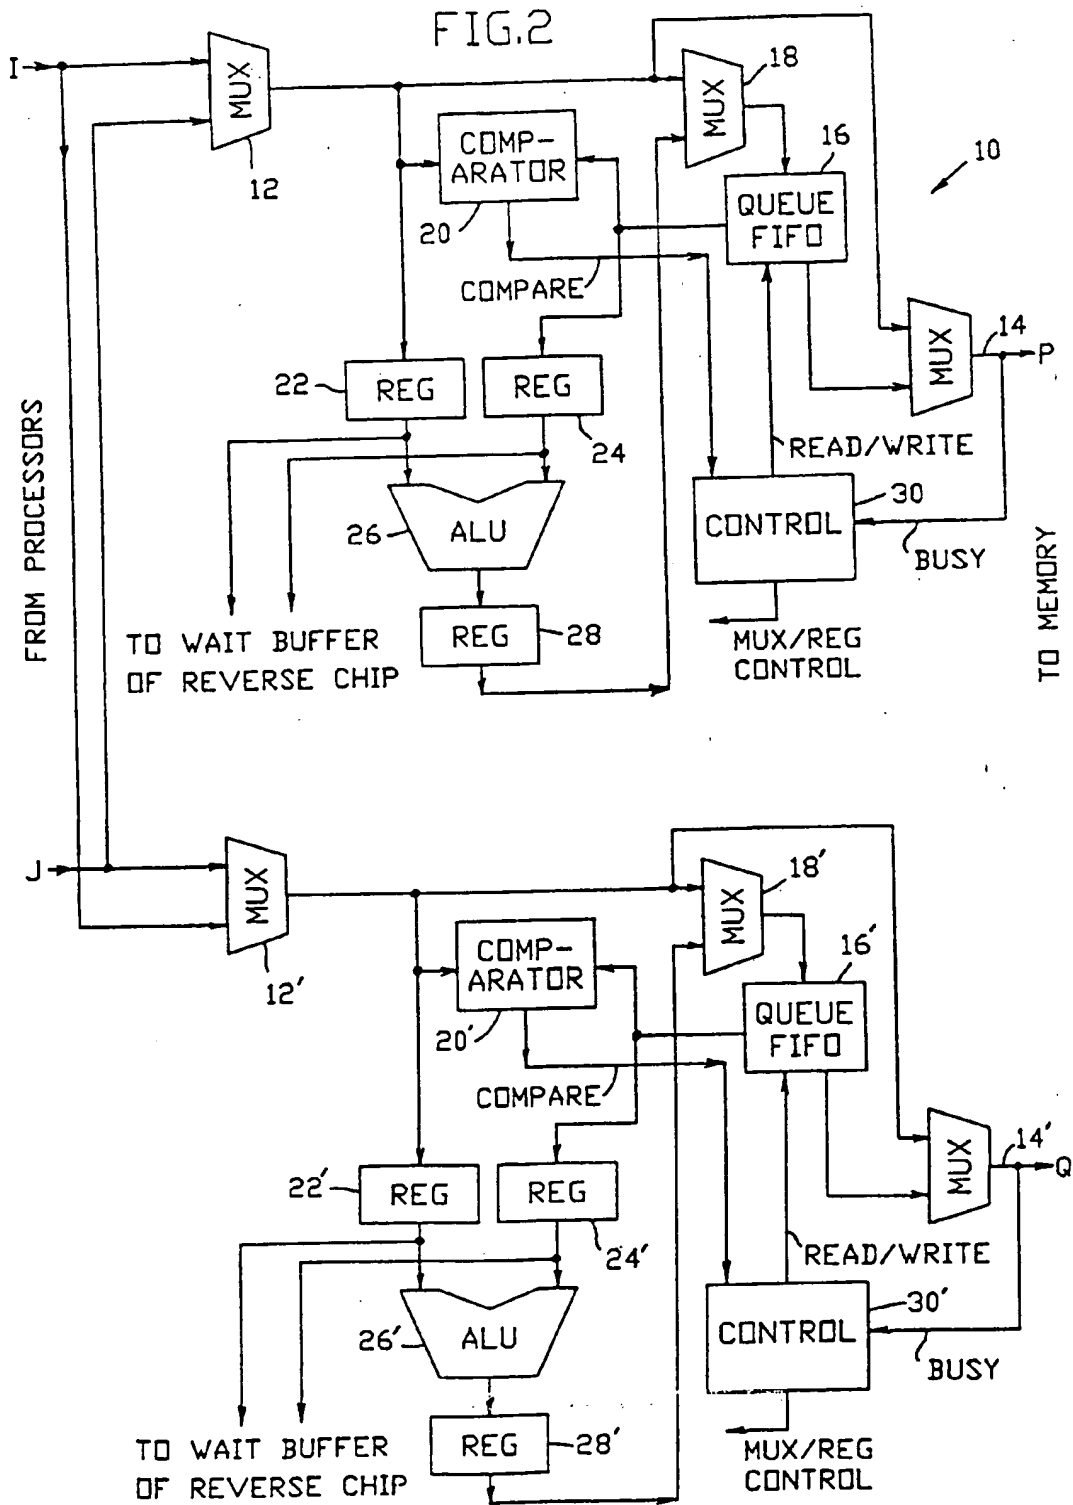 FIG.2
I
MUX
12
COMP-
ARATOR
20
COMPARE
MUX
18
16
QUEUE
FIFO
10
MUX
14
P
22
REG
REG
24
READ/WRITE
26
ALU
CONTROL
30
BUSY
FROM PROCESSORS
TO MEMORY
TO WAIT BUFFER
OF REVERSE CHIP
REG
28
MUX/REG
CONTROL
J
MUX
12'
COMP-
ARATOR
20'
COMPARE
MUX
18'
16'
QUEUE
FIFO
MUX
14'
Q
22'
REG
REG
24'
READ/WRITE
26'
ALU
CONTROL
30'
BUSY
TO WAIT BUFFER
OF REVERSE CHIP
REG
28'
MUX/REG
CONTROL